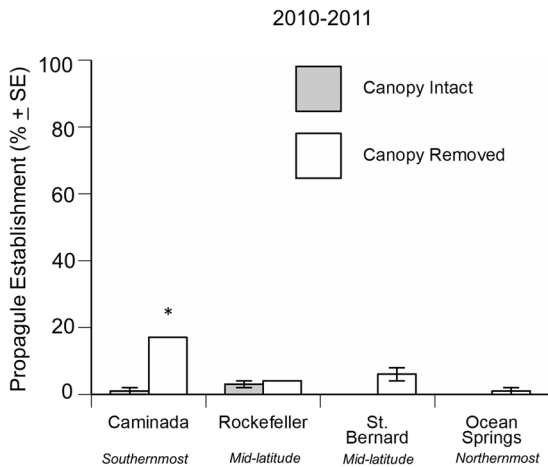 2010-2011
Propagule Establishment (% ± SE)
100
80
60
40
20
0
Canopy Intact
Canopy Removed
*
Caminada
Rockefeller
St.
Bernard
Ocean
Springs
Southernmost
Mid-latitude
Mid-latitude
Northernmost